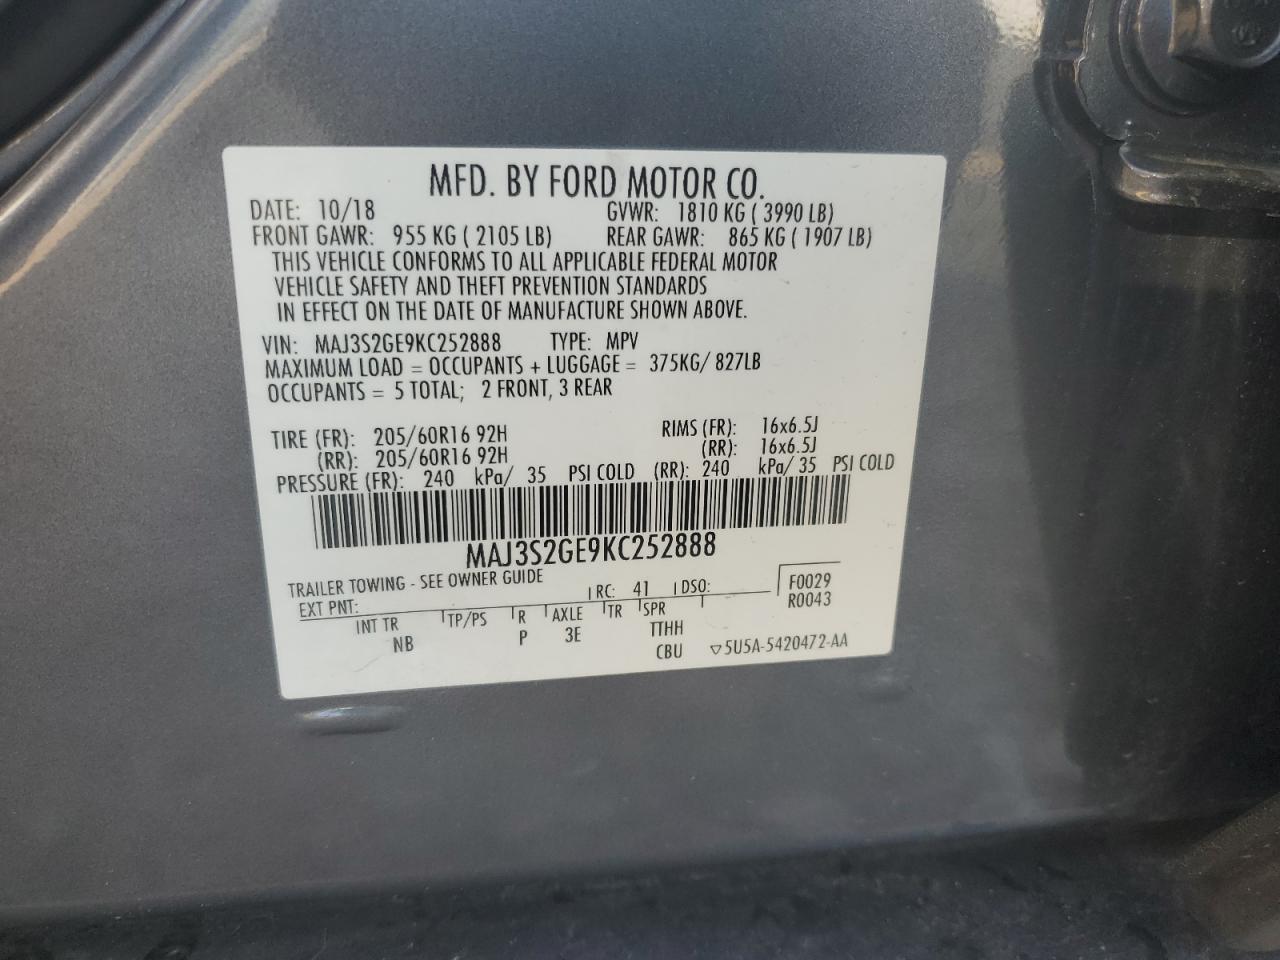 MFD. BY FORD MOTOR CO.
DATE: 10/18 GVWR: 1810 KG ( 3990 LB)
FRONT GAWR: 955 KG ( 2105 LB) REAR GAWR: 865 KG ( 1907 LB)
THIS VEHICLE CONFORMS TO ALL APPLICABLE FEDERAL MOTOR
VEHICLE SAFETY AND THEFT PREVENTION STANDARDS
IN EFFECT ON THE DATE OF MANUFACTURE SHOWN ABOVE.
VIN: MAJ3S2GE9KC252888 TYPE: MPV
MAXIMUM LOAD = OCCUPANTS + LUGGAGE = 375KG/ 827LB
OCCUPANTS = 5 TOTAL; 2 FRONT, 3 REAR
TIRE (FR): 205/60R16 92H RIMS (FR): 16x6.5J
(RR): 205/60R16 92H (RR): 16x6.5J
PRESSURE (FR): 240 kPa/ 35 PSI COLD (RR): 240 kPa/ 35 PSI COLD
MAJ3S2GE9KC252888
TRAILER TOWING - SEE OWNER GUIDE
EXT PNT: RC: 41 DSO: F0029
R0043
INT TR TP/PS R AXLE TR SPR
NB P 3E TTHH
CBU ▽5U5A-5420472-AA